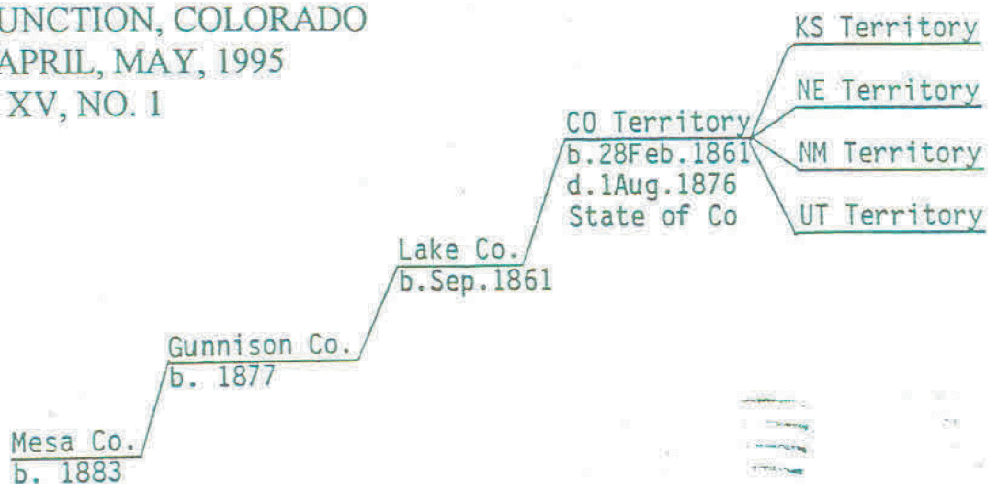 UNCTION, COLORADO
APRIL, MAY, 1995
XV, NO. 1
KS Territory
NE Territory
CO Territory
b.28Feb.1861
d.1Aug.1876
State of Co
NM Territory
UT Territory
Lake Co.
b.Sep.1861
Gunnison Co.
b. 1877
Mesa Co.
b. 1883